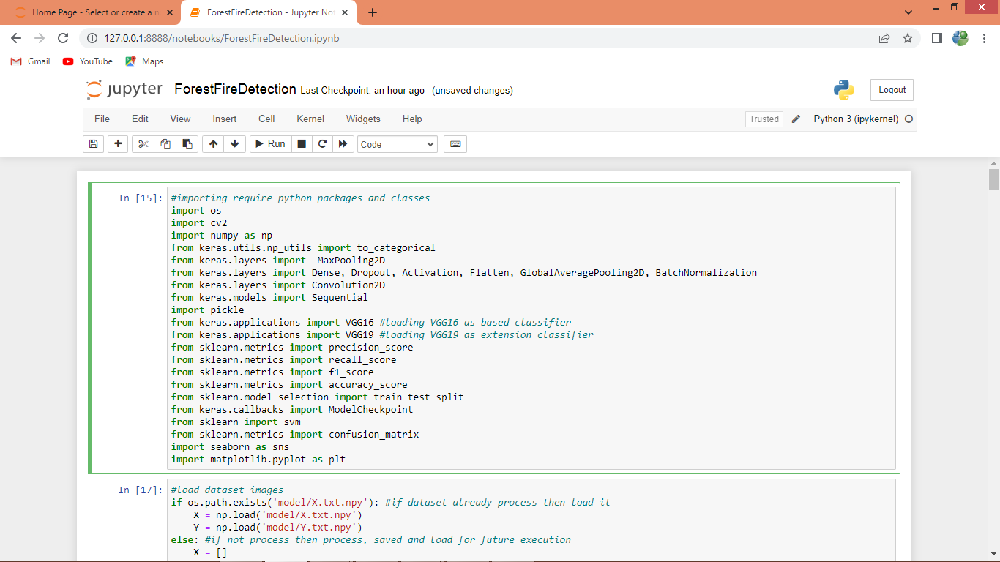 Home Page - Select or create a n
ForestFireDetection - Jupyter Not
127.0.0.1:8888/notebooks/ForestFireDetection.ipynb
Gmail YouTube Maps
jupyter ForestFireDetection Last Checkpoint: an hour ago (unsaved changes) Logout
File Edit View Insert Cell Kernel Widgets Help Trusted Python 3 (ipykernel)
Run Code
In [15]: #importing require python packages and classes
import os
import cv2
import numpy as np
from keras.utils.np_utils import to_categorical
from keras.layers import  MaxPooling2D
from keras.layers import Dense, Dropout, Activation, Flatten, GlobalAveragePooling2D, BatchNormalization
from keras.layers import Convolution2D
from keras.models import Sequential
import pickle
from keras.applications import VGG16 #loading VGG16 as based classifier
from keras.applications import VGG19 #loading VGG19 as extension classifier
from sklearn.metrics import precision_score
from sklearn.metrics import recall_score
from sklearn.metrics import f1_score
from sklearn.metrics import accuracy_score
from sklearn.model_selection import train_test_split
from keras.callbacks import ModelCheckpoint
from sklearn import svm
from sklearn.metrics import confusion_matrix
import seaborn as sns
import matplotlib.pyplot as plt
In [17]: #load dataset images
if os.path.exists('model/X.txt.npy'): #if dataset already process then load it
    X = np.load('model/X.txt.npy')
    Y = np.load('model/Y.txt.npy')
else: #if not process then process, saved and load for future execution
    X = []